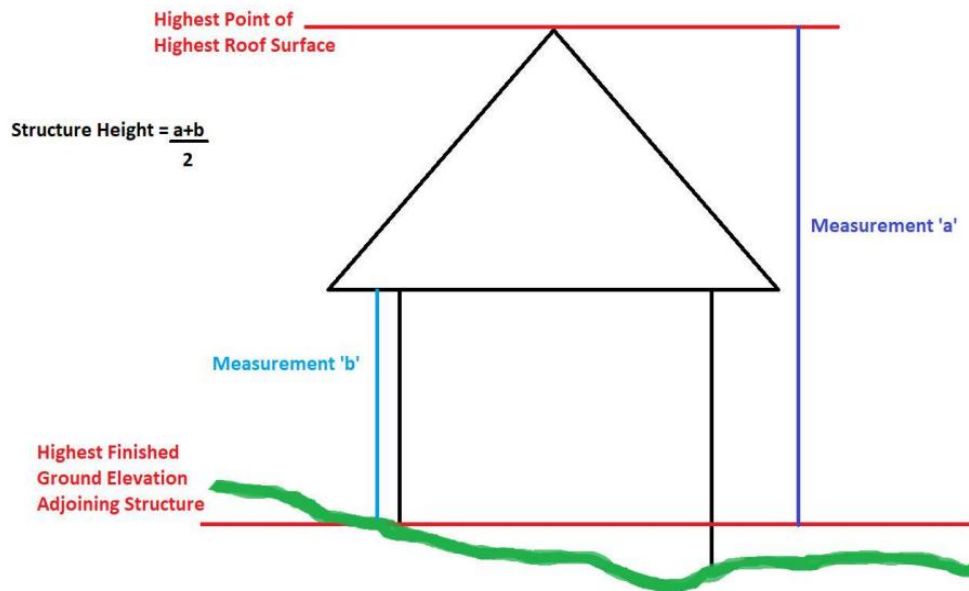 Highest Point of
Highest Roof Surface
Structure Height = a+b
2
Measurement 'a'
Measurement 'b'
Highest Finished
Ground Elevation
Adjoining Structure